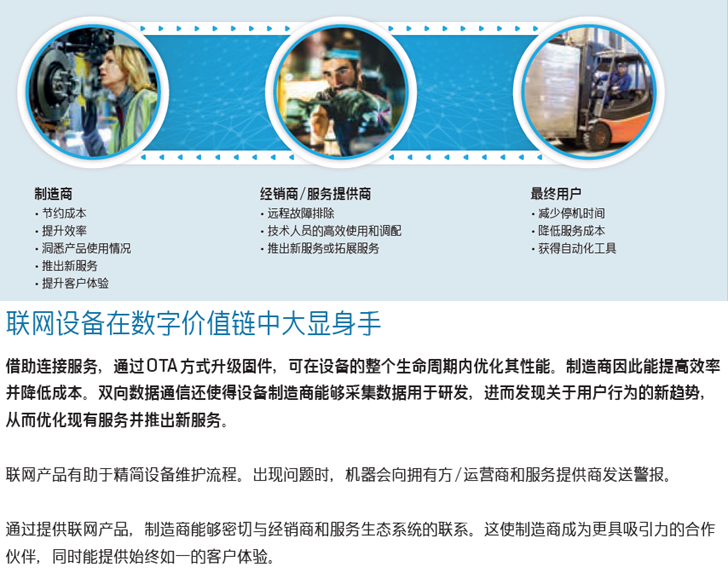 制造商
• 节约成本
• 提升效率
• 洞悉产品使用情况
• 推出新服务
• 提升客户体验
经销商/服务提供商
• 远程故障排除
• 技术人员的高效使用和调配
• 推出新服务或拓展服务
最终用户
• 减少停机时间
• 降低服务成本
• 获得自动化工具
联网设备在数字价值链中大显身手
借助连接服务，通过OTA方式升级固件，可在设备的整个生命周期内优化其性能。制造商因此能提高效率
并降低成本。双向数据通信还使得设备制造商能够采集数据用于研发，进而发现关于用户行为的新趋势，
从而优化现有服务并推出新服务。
联网产品有助于精简设备维护流程。出现问题时，机器会向拥有方/运营商和服务提供商发送警报。
通过提供联网产品，制造商能够密切与经销商和服务生态系统的联系。这使制造商成为更具吸引力的合作
伙伴，同时能提供始终如一的客户体验。